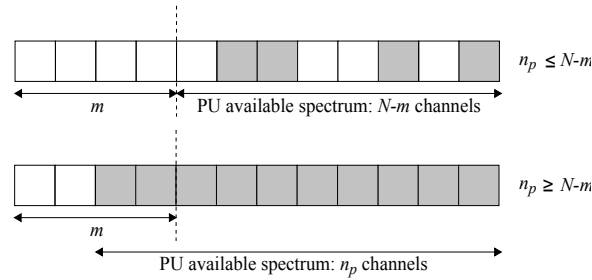 n_p ≤ N-m
m
PU available spectrum: N-m channels
n_p ≥ N-m
m
PU available spectrum: n_p channels